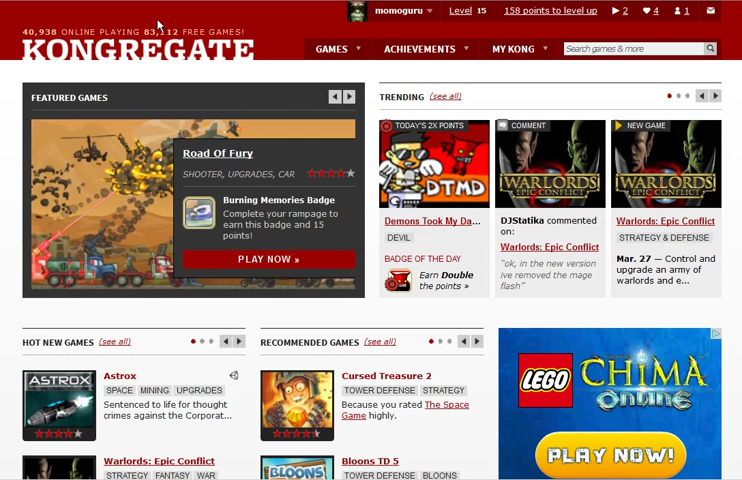 momoguru
Level 15
158 points to level up
2
4
1
40,938 ONLINE PLAYING 83,112 FREE GAMES!
KONGREGATE
GAMES
ACHIEVEMENTS
MY KONG
Search games & more
FEATURED GAMES
Road Of Fury
SHOOTER, UPGRADES, CAR
Burning Memories Badge
Complete your rampage to
earn this badge and 15
points!
PLAY NOW »
TRENDING (see all)
TODAY'S 2X POINTS
DTMD
Demons Took My Da...
DEVIL
BADGE OF THE DAY
Earn Double
the points »
COMMENT
WARLORDS
EPIC CONFLICT
DJStatika commented
on:
Warlords: Epic Conflict
"ok, in the new version
ive removed the mage
flash"
NEW GAME
WARLORDS
EPIC CONFLICT
Warlords: Epic Conflict
STRATEGY & DEFENSE
Mar. 27 — Control and
upgrade an army of
warlords and e...
HOT NEW GAMES (see all)
ASTROX
Astrox
SPACE MINING UPGRADES
Sentenced to life for thought
crimes against the Corporat...
Warlords: Epic Conflict
STRATEGY FANTASY WAR
RECOMMENDED GAMES (see all)
Cursed Treasure 2
TOWER DEFENSE STRATEGY
Because you rated The Space
Game highly.
BLOONS
Bloons TD 5
TOWER DEFENSE BLOONS
LEGO CHIMA
ONLINE
PLAY NOW!